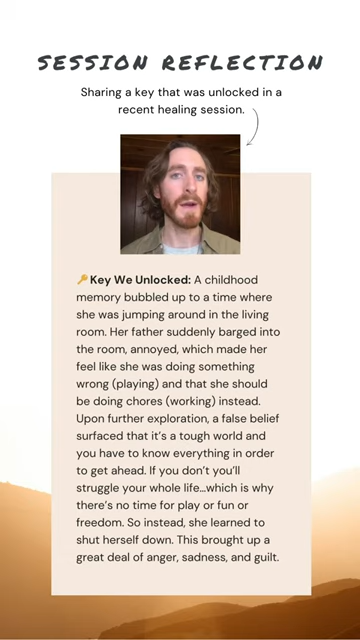 SESSION REFLECTION
Sharing a key that was unlocked in a
recent healing session.
🔑Key We Unlocked: A childhood
memory bubbled up to a time where
she was jumping around in the living
room. Her father suddenly barged into
the room, annoyed, which made her
feel like she was doing something
wrong (playing) and that she should
be doing chores (working) instead.
Upon further exploration, a false belief
surfaced that it’s a tough world and
you have to know everything in order
to get ahead. If you don’t you’ll
struggle your whole life...which is why
there’s no time for play or fun or
freedom. So instead, she learned to
shut herself down. This brought up a
great deal of anger, sadness, and guilt.